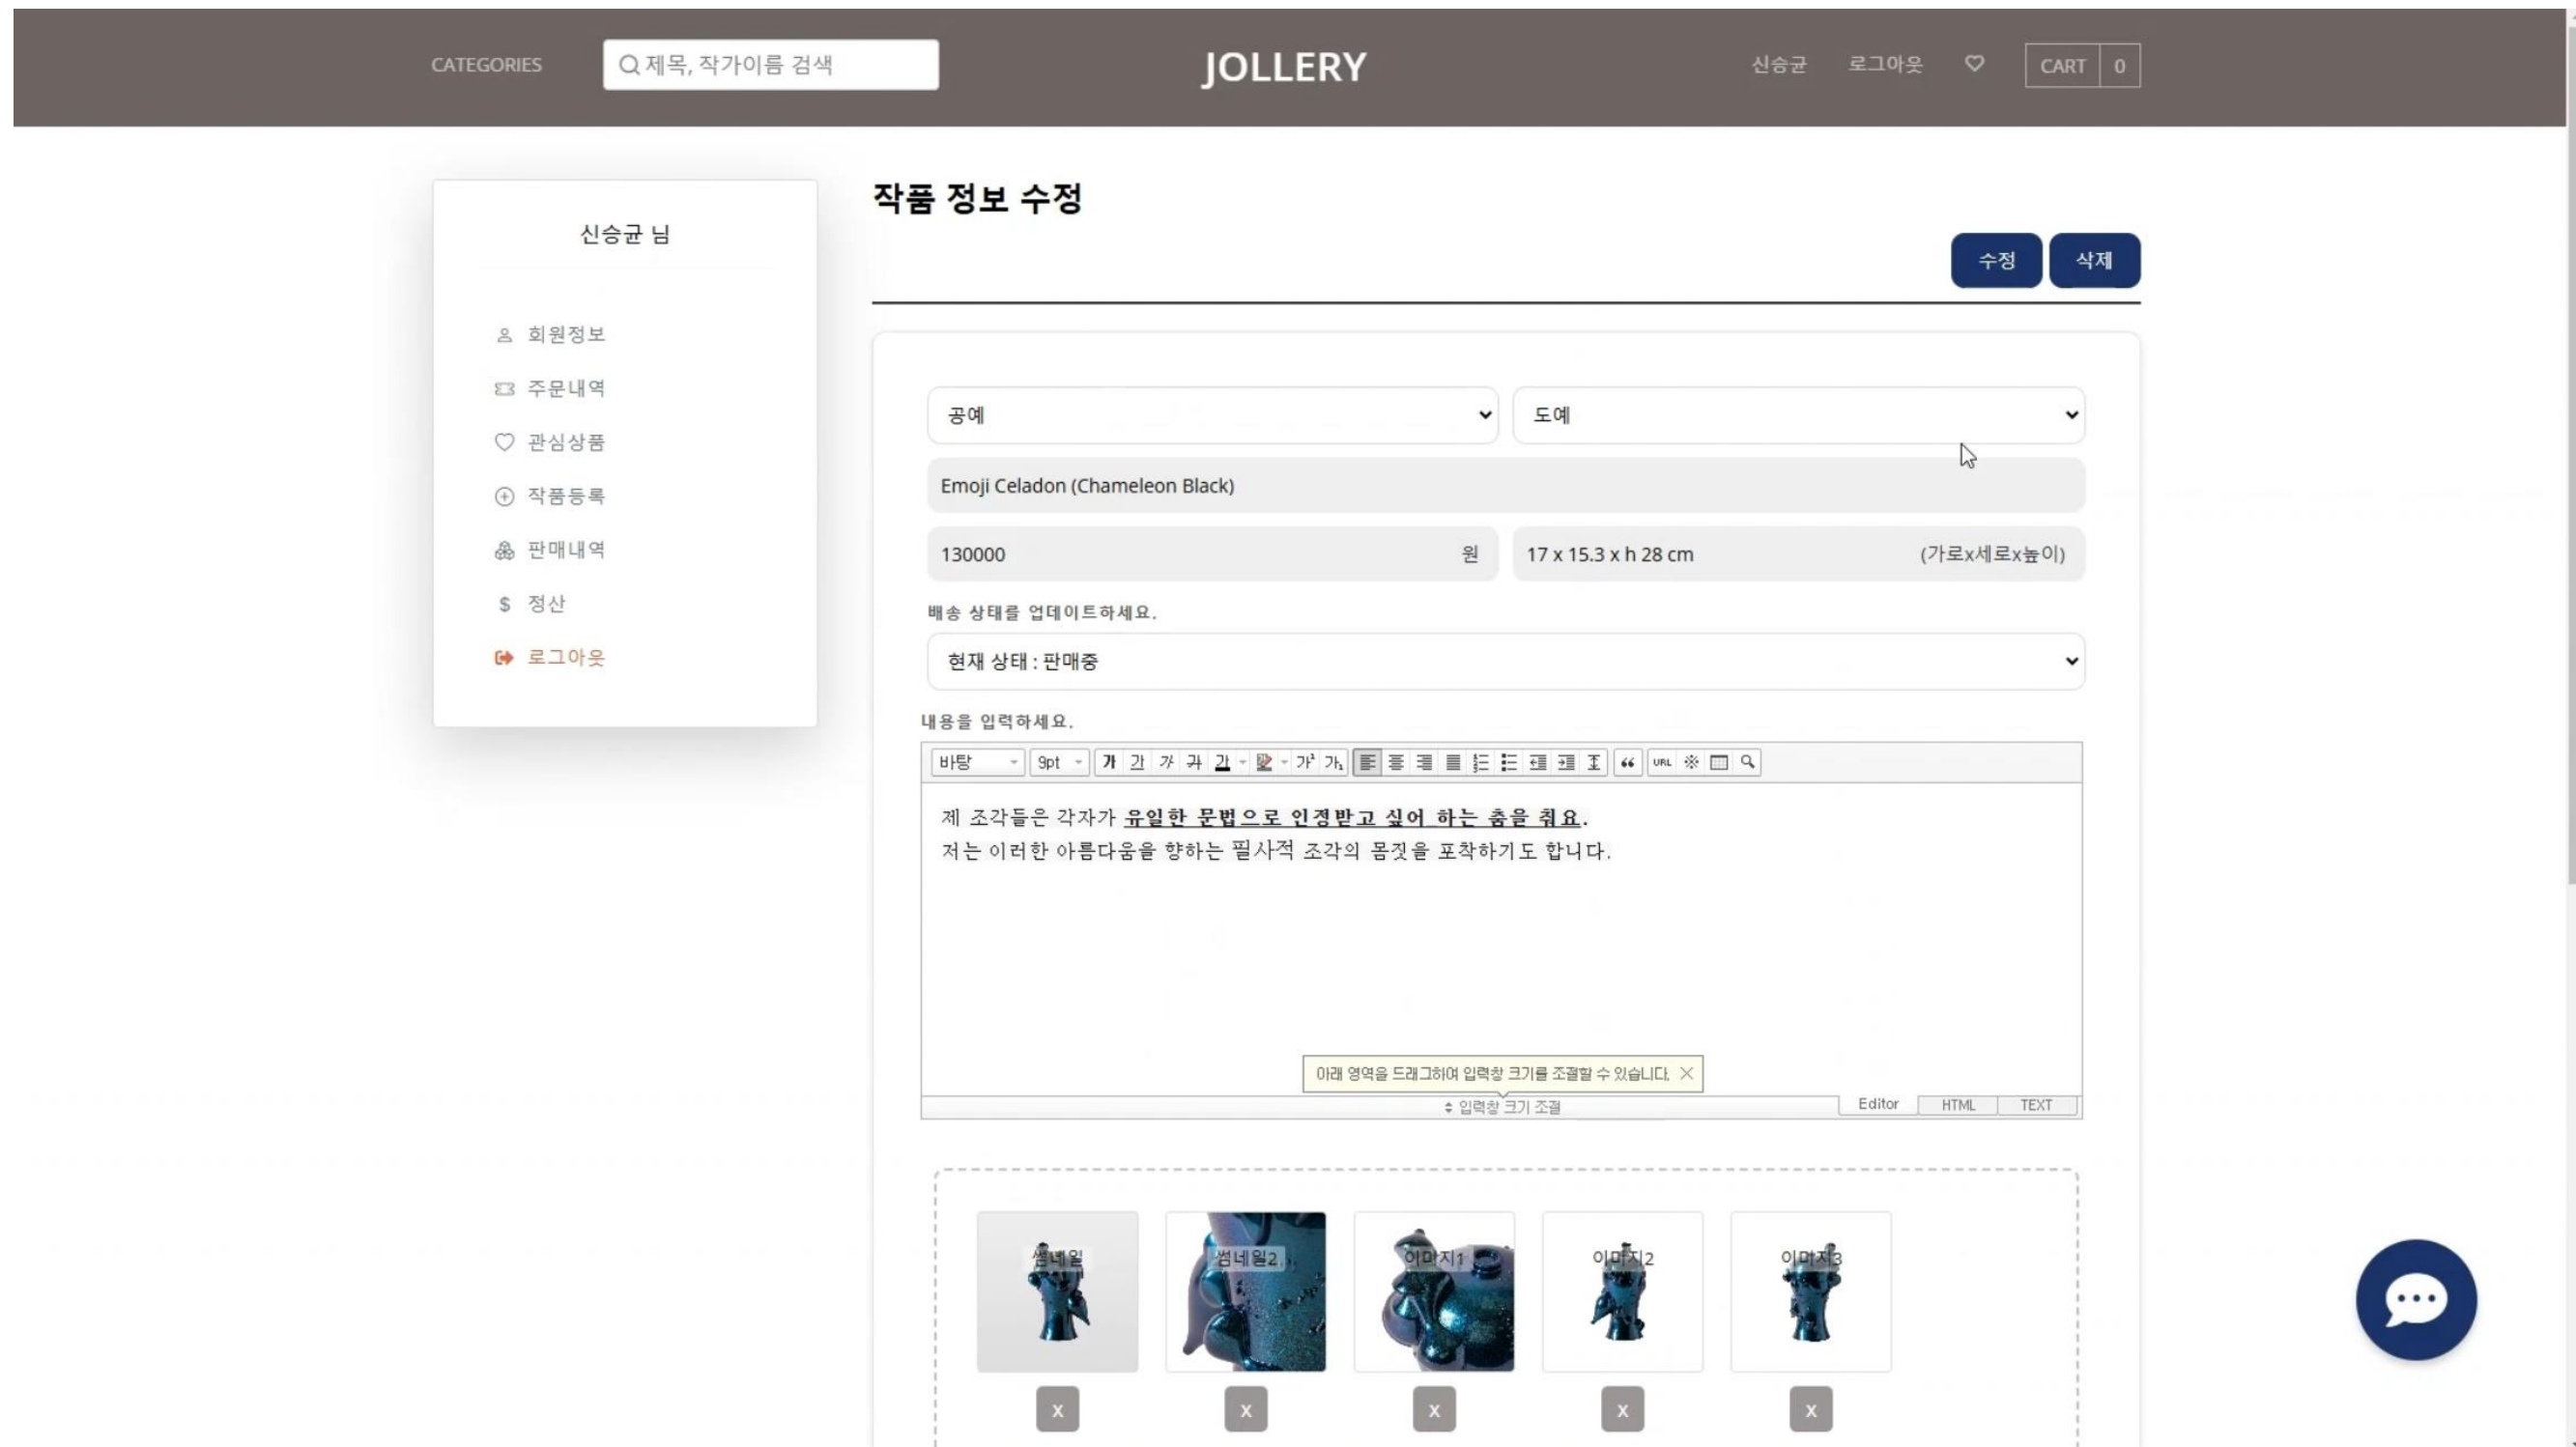 CATEGORIES 제목, 작가이름 검색 JOLLERY 신승균 로그아웃 CART 0
신승균 님
회원정보
주문내역
관심상품
작품등록
판매내역
$ 정산
로그아웃
작품 정보 수정
수정 삭제
공예 도예
Emoji Celadon (Chameleon Black)
130000 원 17 x 15.3 x h 28 cm (가로x세로x높이)
배송 상태를 업데이트하세요.
현재 상태 : 판매중
내용을 입력하세요.
바탕 9pt 가 간 가 가 가 가¹ 가₁ URL ※
제 조각들은 각자가 유일한 문법으로 인정받고 싶어 하는 춤을 춰요.
저는 이러한 아름다움을 향하는 필사적 조각의 몸짓을 포착하기도 합니다.
아래 영역을 드래그하여 입력창 크기를 조절할 수 있습니다.
입력창 크기 조절 Editor HTML TEXT
썸네일 썸네일2 이미지1 이미지2 이미지3
x x x x x